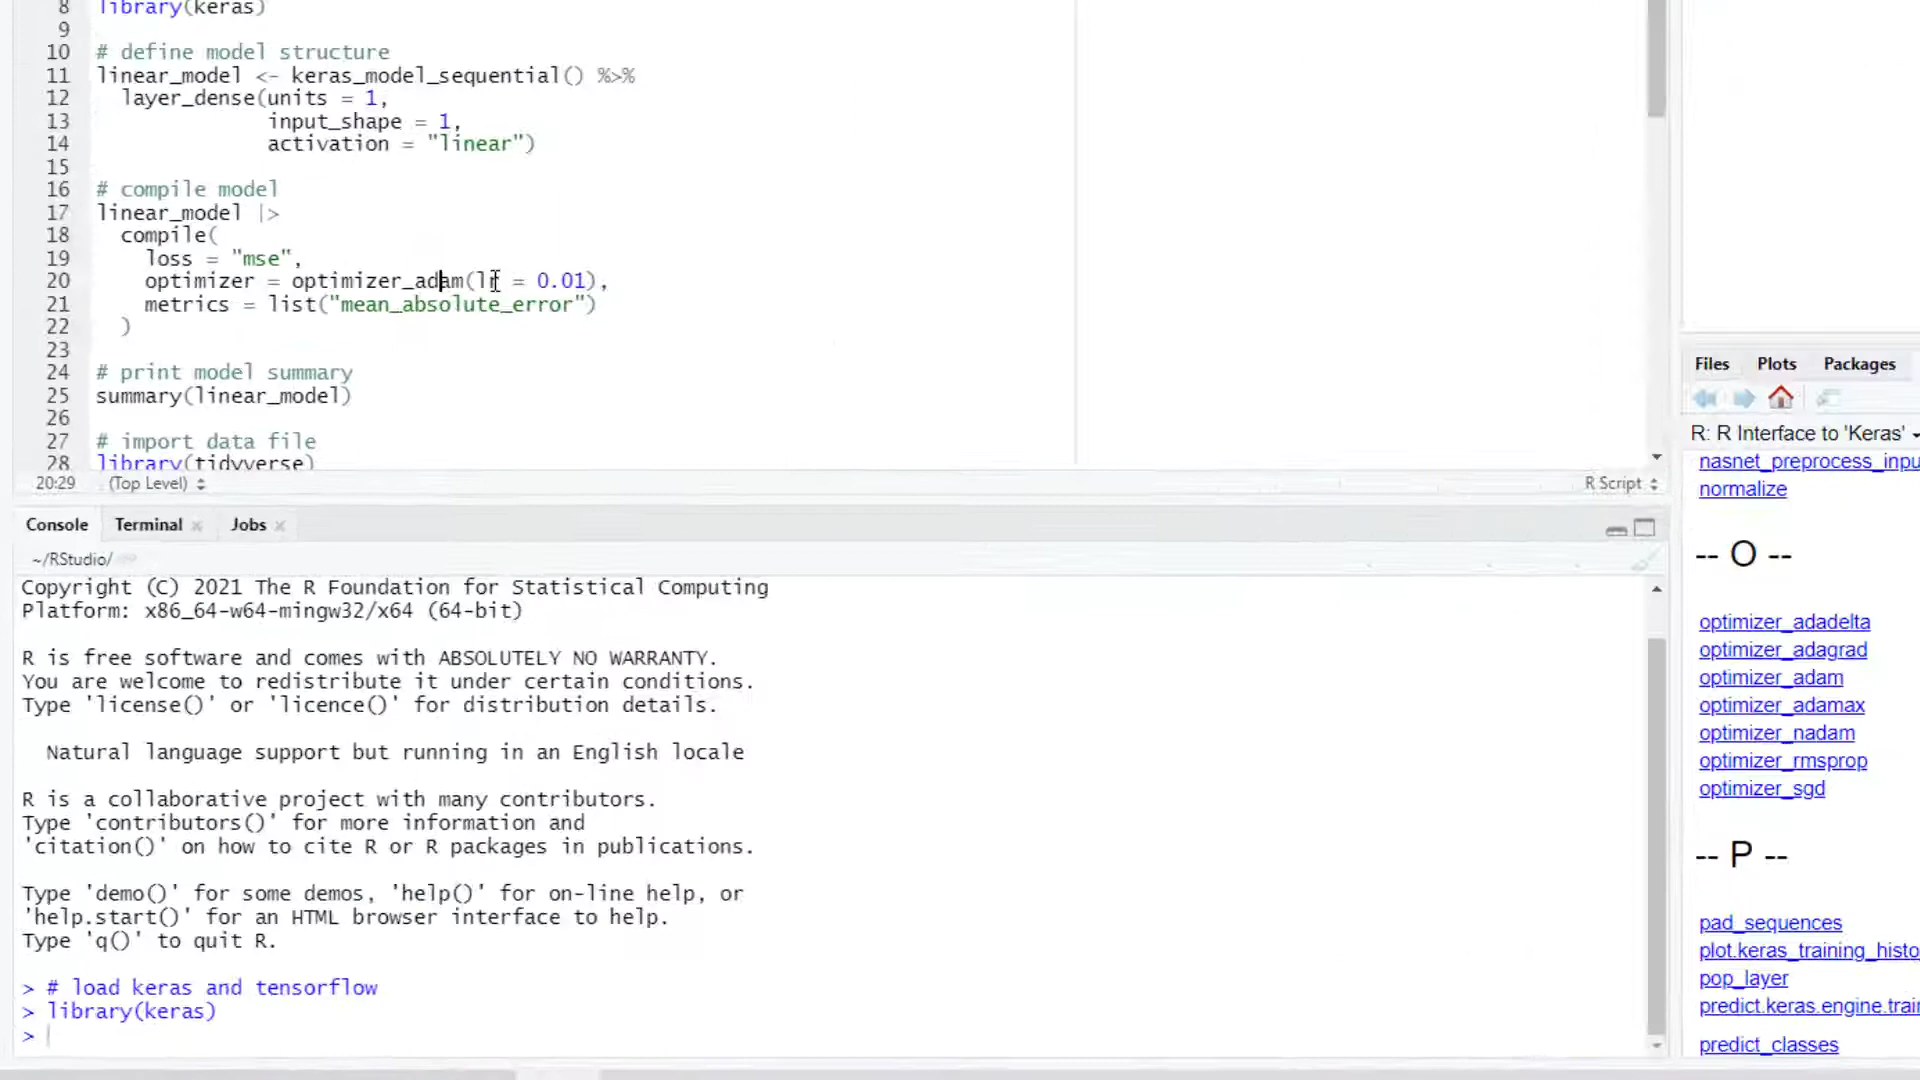 8 library(keras)
9
10 # define model structure
11 linear_model <- keras_model_sequential() %>%
12 layer_dense(units = 1,
13 input_shape = 1,
14 activation = "linear")
15
16 # compile model
17 linear_model |>
18 compile(
19 loss = "mse",
20 optimizer = optimizer_adam(lr = 0.01),
21 metrics = list("mean_absolute_error")
22 )
23
24 # print model summary
25 summary(linear_model)
26
27 # import data file
28 library(tidyverse)
20:29 (Top Level) R Script
Console Terminal Jobs
~/RStudio/
Copyright (C) 2021 The R Foundation for Statistical Computing
Platform: x86_64-w64-mingw32/x64 (64-bit)
R is free software and comes with ABSOLUTELY NO WARRANTY.
You are welcome to redistribute it under certain conditions.
Type 'license()' or 'licence()' for distribution details.
Natural language support but running in an English locale
R is a collaborative project with many contributors.
Type 'contributors()' for more information and
'citation()' on how to cite R or R packages in publications.
Type 'demo()' for some demos, 'help()' for on-line help, or
'help.start()' for an HTML browser interface to help.
Type 'q()' to quit R.
> # load keras and tensorflow
> library(keras)
>
Files Plots Packages
R: R Interface to 'Keras'
nasnet_preprocess_inpu
normalize
-- O --
optimizer_adadelta
optimizer_adagrad
optimizer_adam
optimizer_adamax
optimizer_nadam
optimizer_rmsprop
optimizer_sgd
-- P --
pad_sequences
plot.keras_training_histo
pop_layer
predict.keras.engine.train
predict_classes